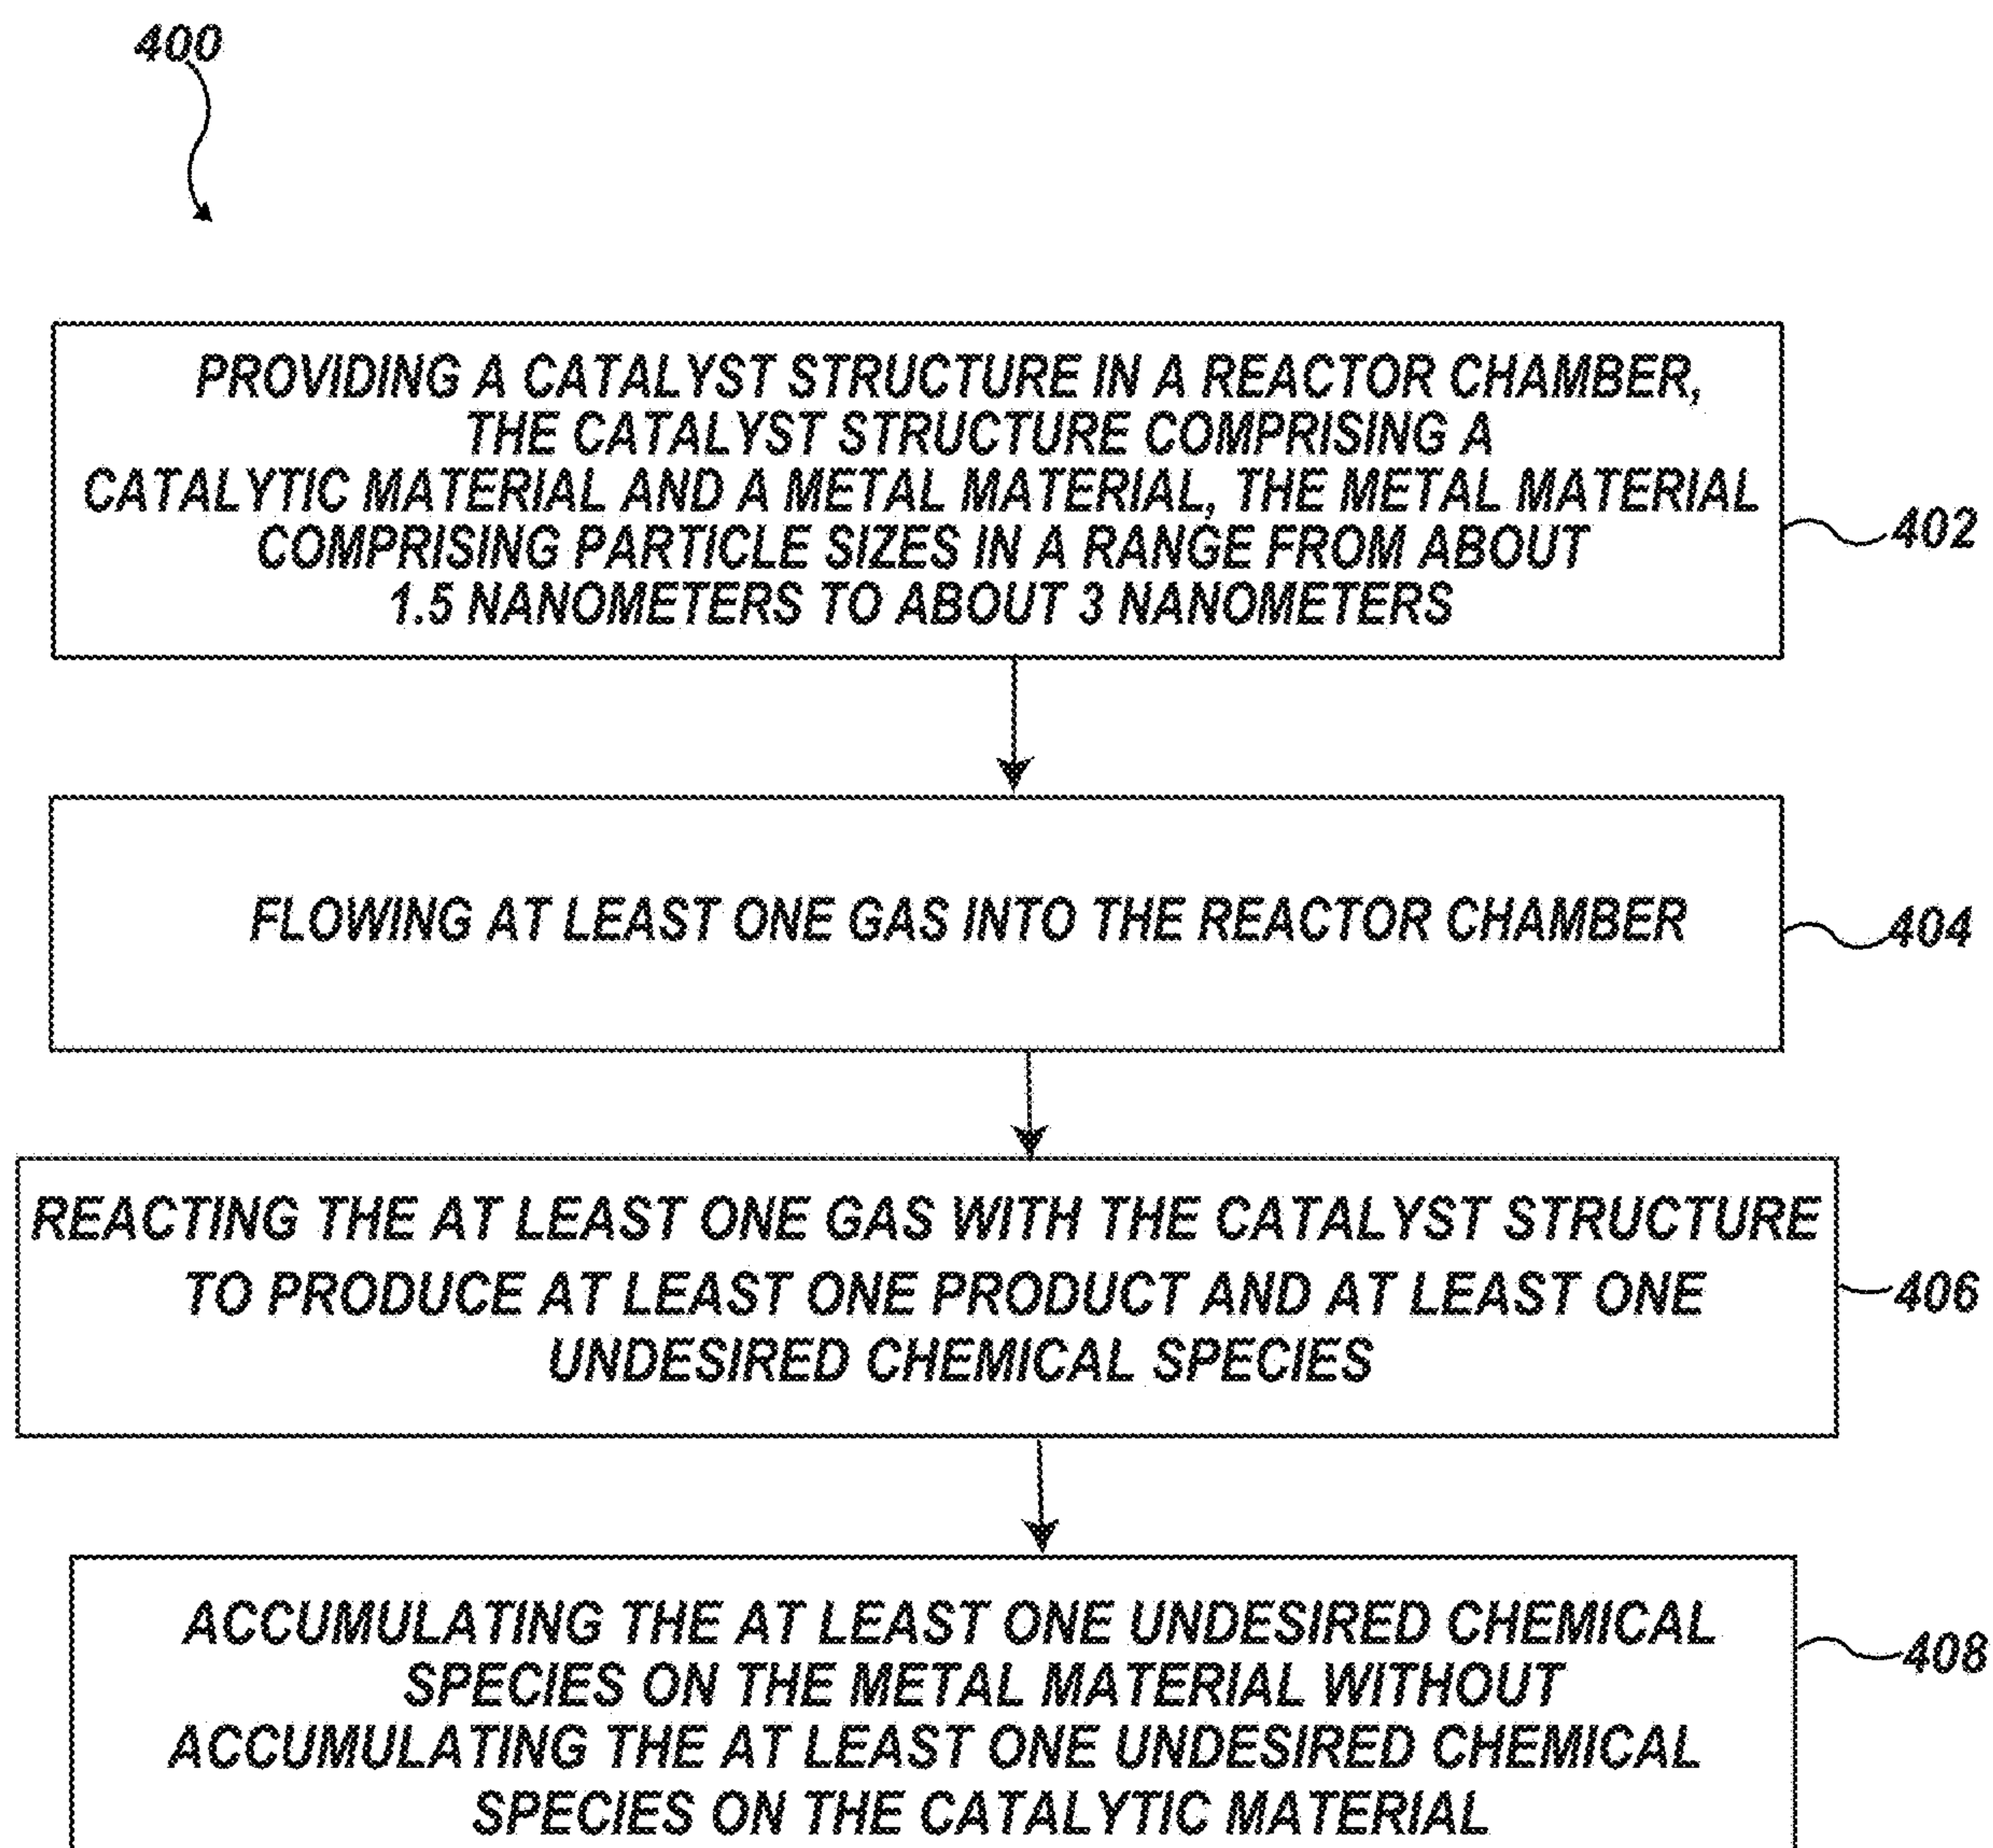 400
PROVIDING A CATALYST STRUCTURE IN A REACTOR CHAMBER,
THE CATALYST STRUCTURE COMPRISING A
CATALYTIC MATERIAL AND A METAL MATERIAL, THE METAL MATERIAL
COMPRISING PARTICLE SIZES IN A RANGE FROM ABOUT
1.5 NANOMETERS TO ABOUT 3 NANOMETERS
402
FLOWING AT LEAST ONE GAS INTO THE REACTOR CHAMBER
404
REACTING THE AT LEAST ONE GAS WITH THE CATALYST STRUCTURE
TO PRODUCE AT LEAST ONE PRODUCT AND AT LEAST ONE
UNDESIRED CHEMICAL SPECIES
406
ACCUMULATING THE AT LEAST ONE UNDESIRED CHEMICAL
SPECIES ON THE METAL MATERIAL WITHOUT
ACCUMULATING THE AT LEAST ONE UNDESIRED CHEMICAL
SPECIES ON THE CATALYTIC MATERIAL
408